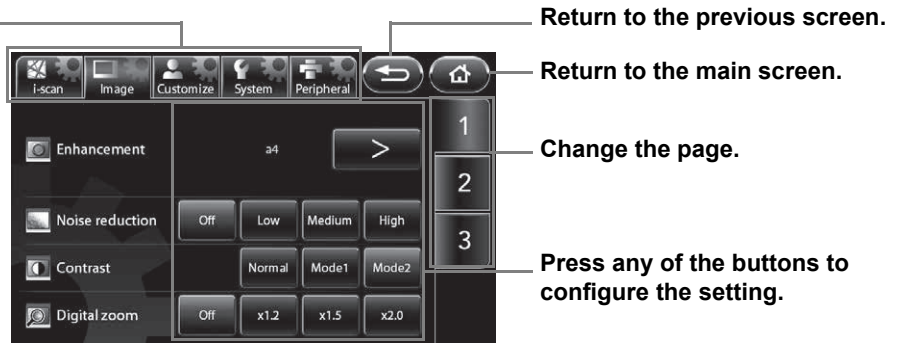 Return to the previous screen.
Return to the main screen.
i-scan Image Customize System Peripheral
1
Change the page.
Enhancement a4 >
2
Noise reduction Off Low Medium High
3
Contrast Normal Mode1 Mode2
Press any of the buttons to
configure the setting.
Digital zoom Off x1.2 x1.5 x2.0